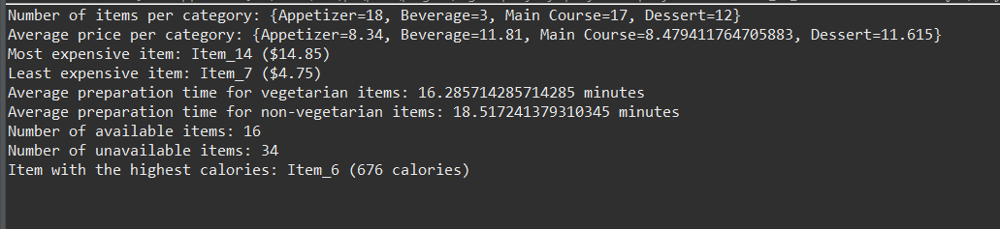 Number of items per category: {Appetizer=18, Beverage=3, Main Course=17, Dessert=12}
Average price per category: {Appetizer=8.34, Beverage=11.81, Main Course=8.479411764705883, Dessert=11.615}
Most expensive item: Item_14 ($14.85)
Least expensive item: Item_7 ($4.75)
Average preparation time for vegetarian items: 16.285714285714285 minutes
Average preparation time for non-vegetarian items: 18.517241379310345 minutes
Number of available items: 16
Number of unavailable items: 34
Item with the highest calories: Item_6 (676 calories)